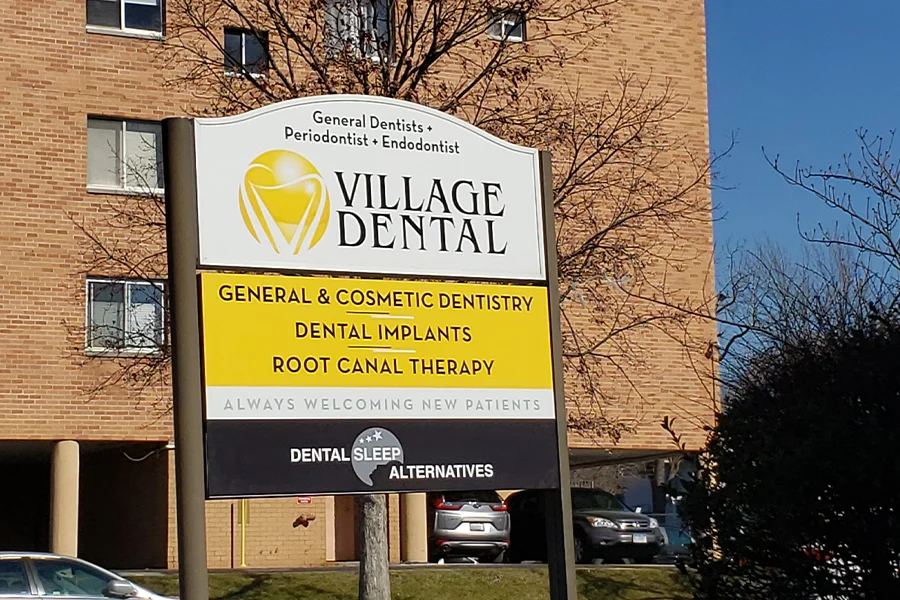 General Dentists +
Periodontist + Endodontist
VILLAGE
DENTAL
GENERAL & COSMETIC DENTISTRY
DENTAL IMPLANTS
ROOT CANAL THERAPY
ALWAYS WELCOMING NEW PATIENTS
DENTAL SLEEP
ALTERNATIVES